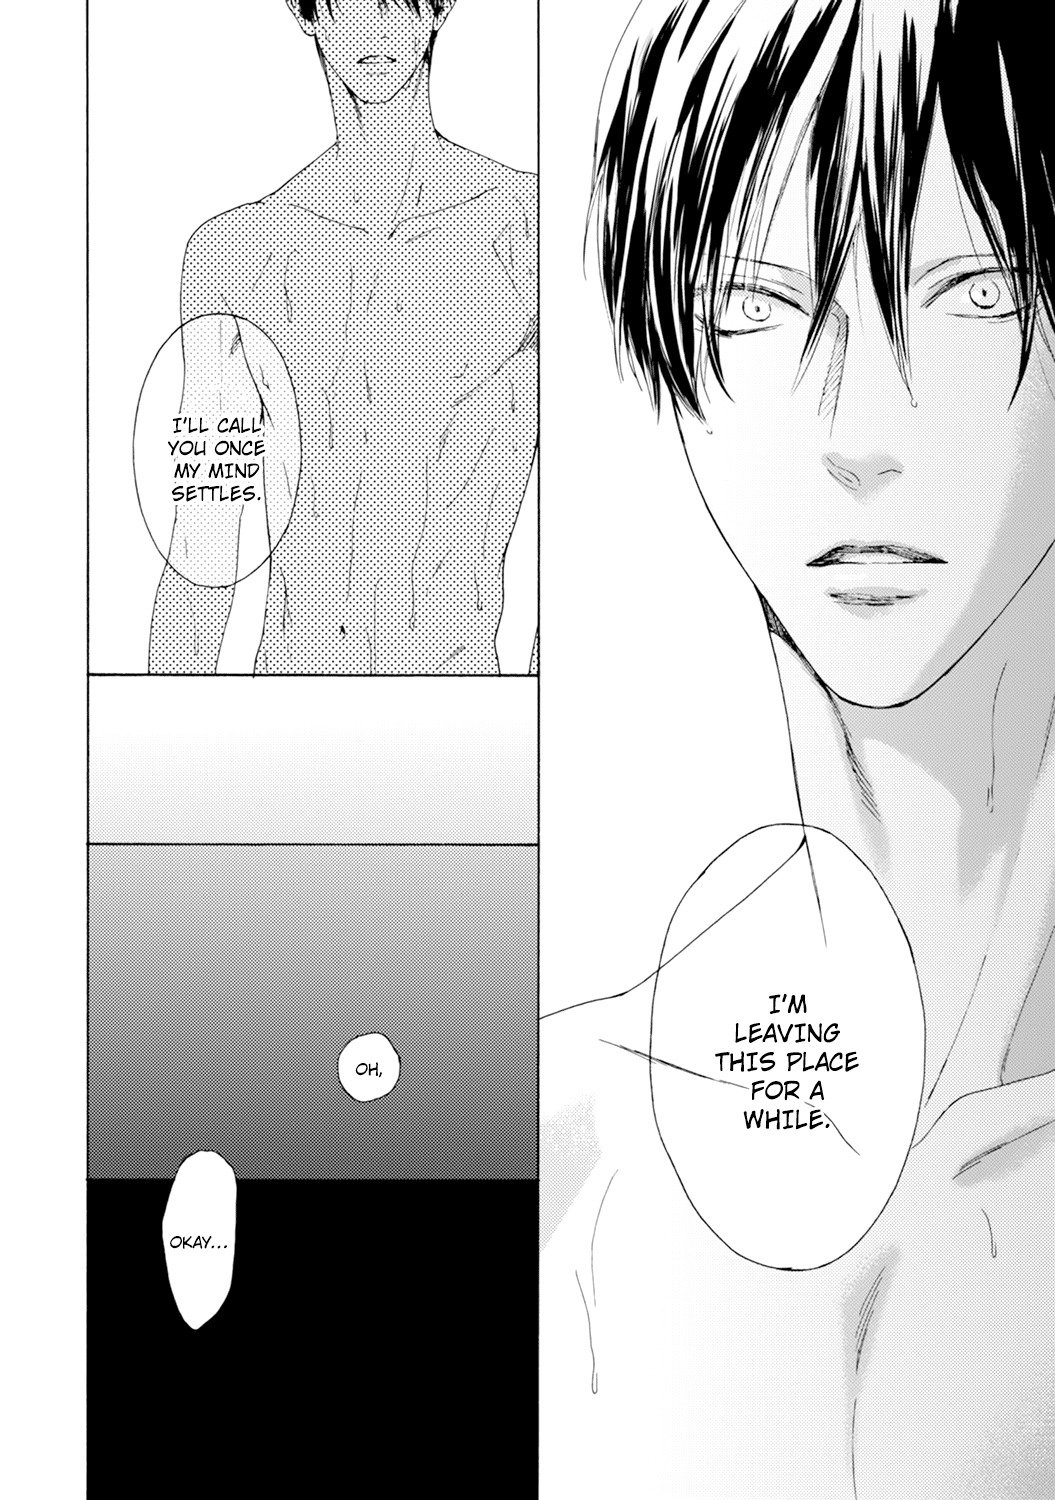 I'M
LEAVING
THIS PLACE
FOR A
WHILE.
I'LL CALL
YOU ONCE
MY MIND
SETTLES.
OH,
OKAY...